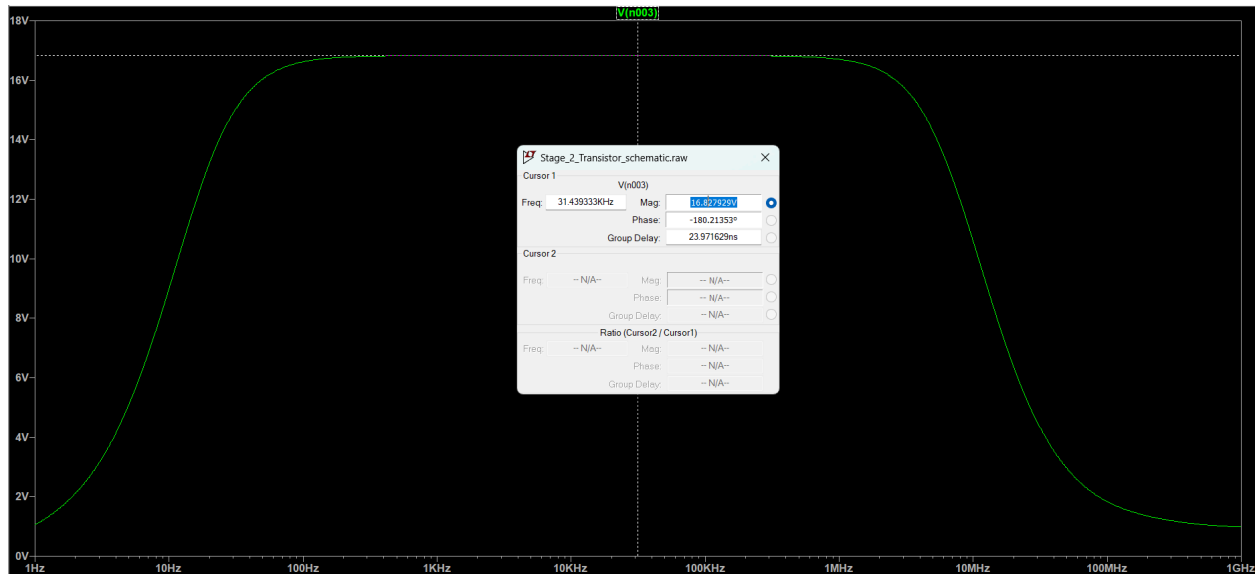 V(n003)
18V
16V
14V
12V
10V
8V
6V
4V
2V
0V
Stage_2_Transistor_schematic.raw
Cursor 1
V(n003)
Freq: 31.439333KHz Mag: 16.827929V
Phase: -180.21353º
Group Delay: 23.971629ns
Cursor 2
Freq: -- N/A-- Mag: -- N/A--
Phase: -- N/A--
Group Delay: -- N/A--
Ratio (Cursor2 / Cursor1)
Freq: -- N/A-- Mag: -- N/A--
Phase: -- N/A--
Group Delay: -- N/A--
1Hz 10Hz 100Hz 1KHz 10KHz 100KHz 1MHz 10MHz 100MHz 1GHz